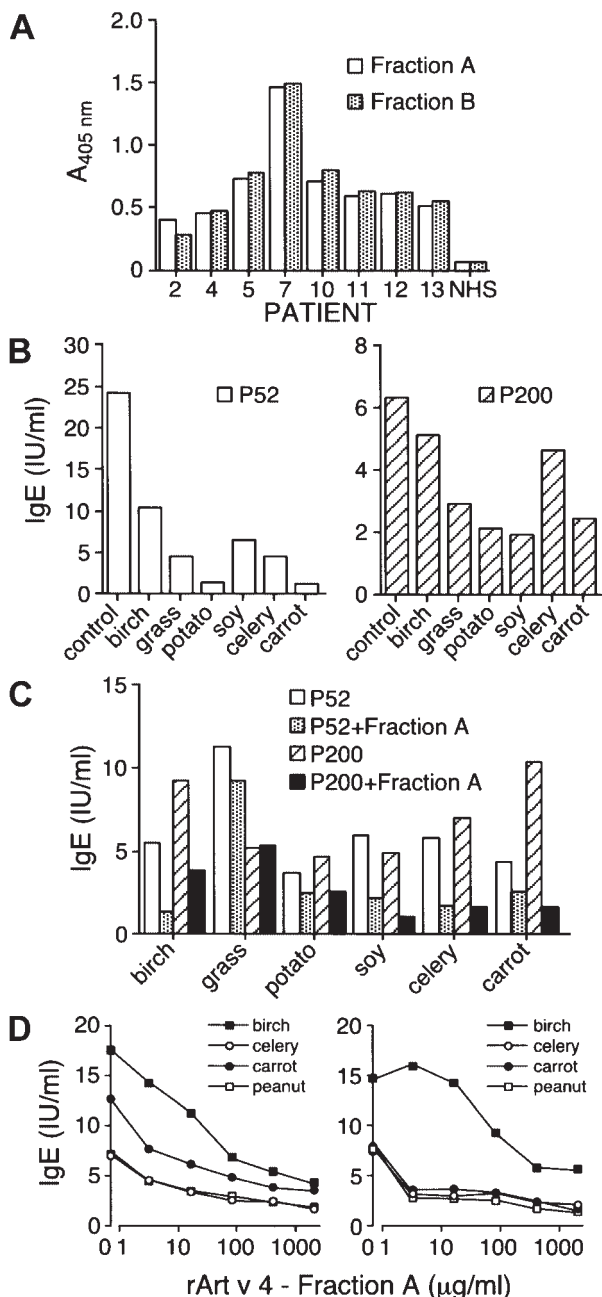 A
2.0
1.5
1.0
0.5
0
A405 nm
Fraction A
Fraction B
2 4 5 7 10 11 12 13 NHS
PATIENT
B
30
25
20
15
10
5
0
IgE (IU/ml)
P52
control birch grass potato soy celery carrot
8
6
4
2
0
P200
control birch grass potato soy celery carrot
C
15
10
5
0
IgE (IU/ml)
P52
P52+Fraction A
P200
P200+Fraction A
birch grass potato soy celery carrot
D
20
15
10
5
0
IgE (IU/ml)
birch
celery
carrot
peanut
0 1 10 100 1000
20
15
10
5
0
birch
celery
carrot
peanut
0 1 10 100 1000
rArt v 4 - Fraction A (μg/ml)